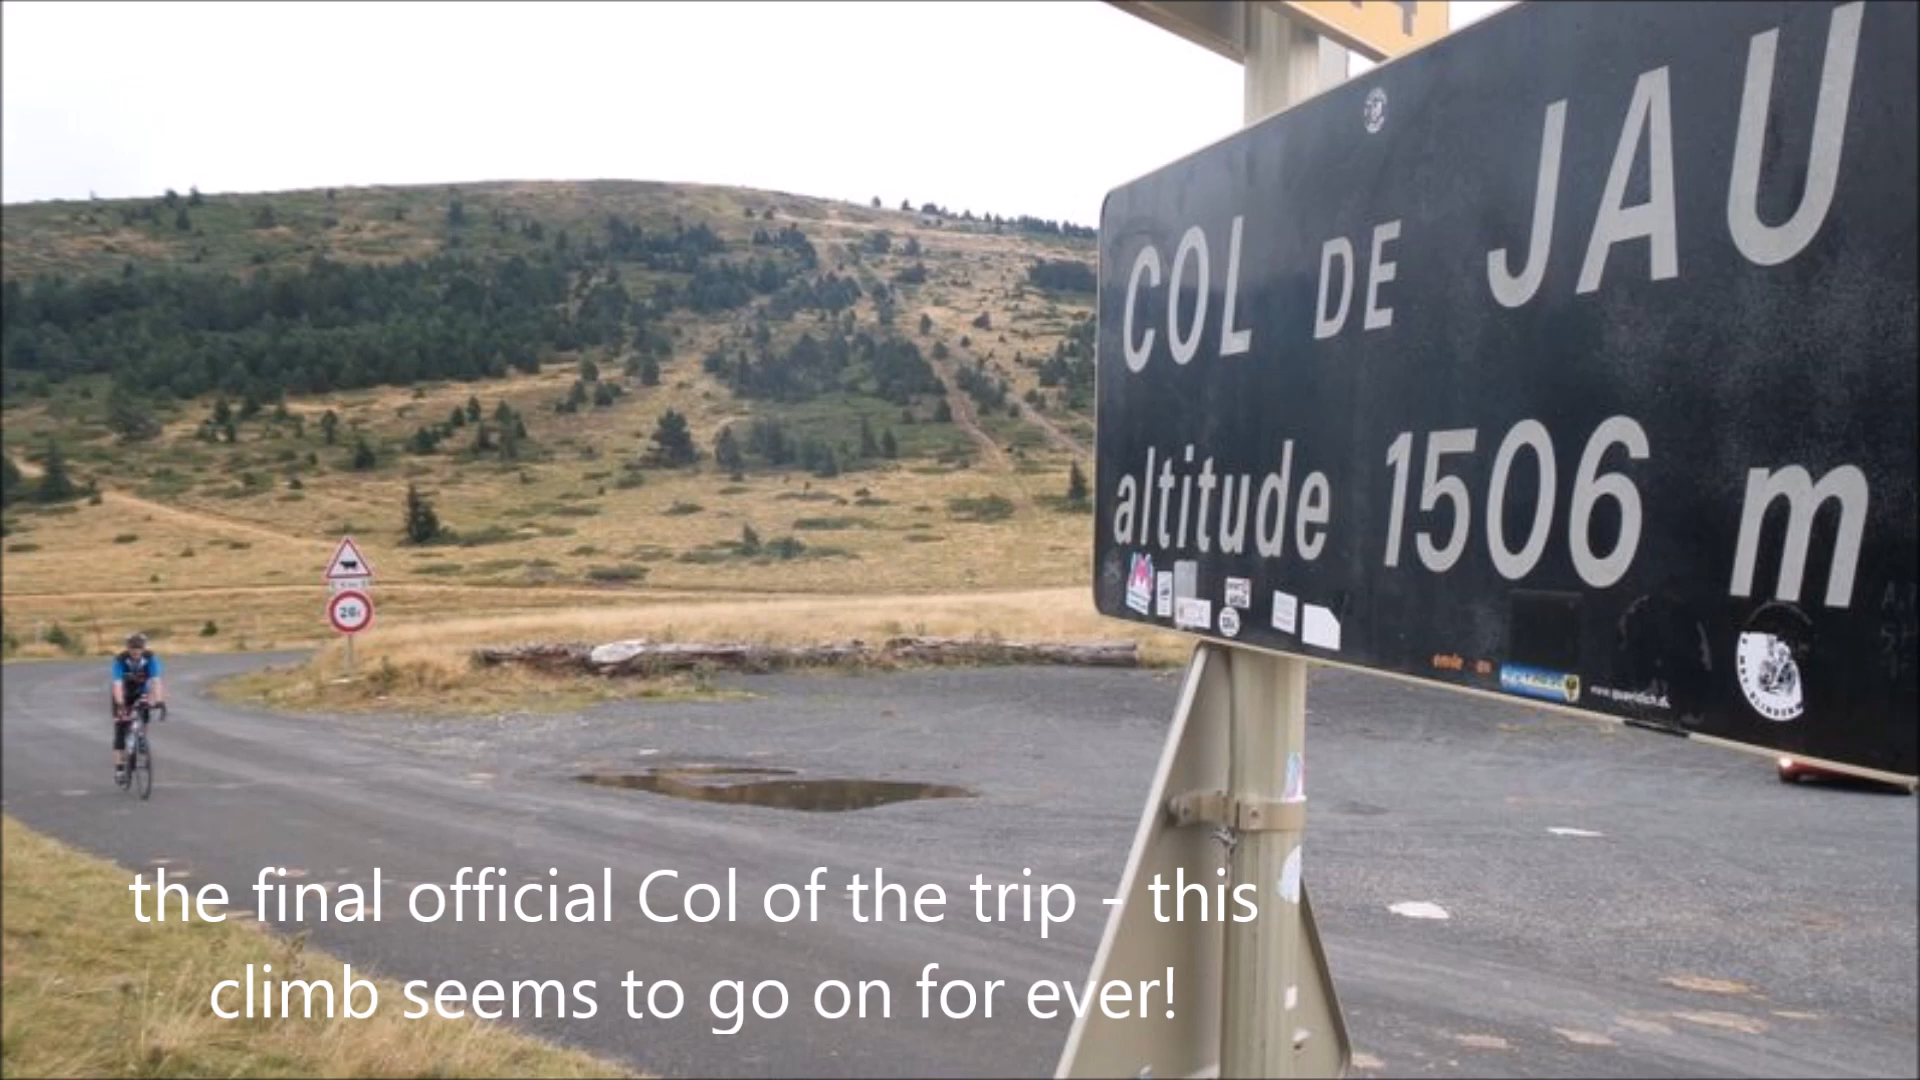 COL DE JAU
altitude 1506 m
the final official Col of the trip - this
climb seems to go on for ever!